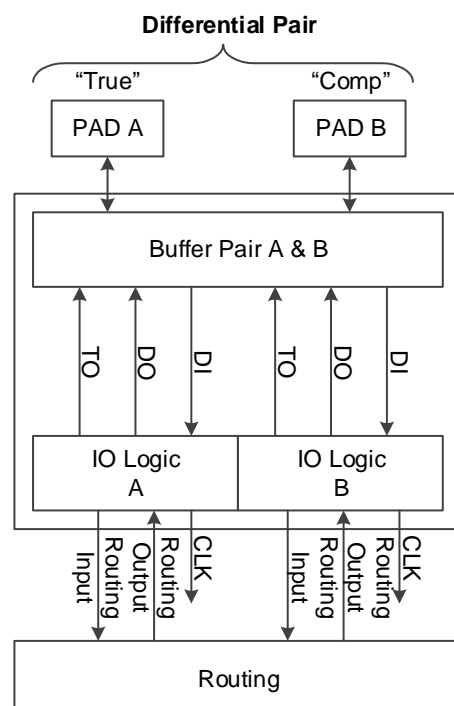 Differential Pair
“True”
“Comp”
PAD A
PAD B
Buffer Pair A & B
TO
DO
DI
TO
DO
DI
IO Logic
A
IO Logic
B
Routing
Input
Routing
Output
CLK
Routing
Input
Routing
Output
CLK
Routing